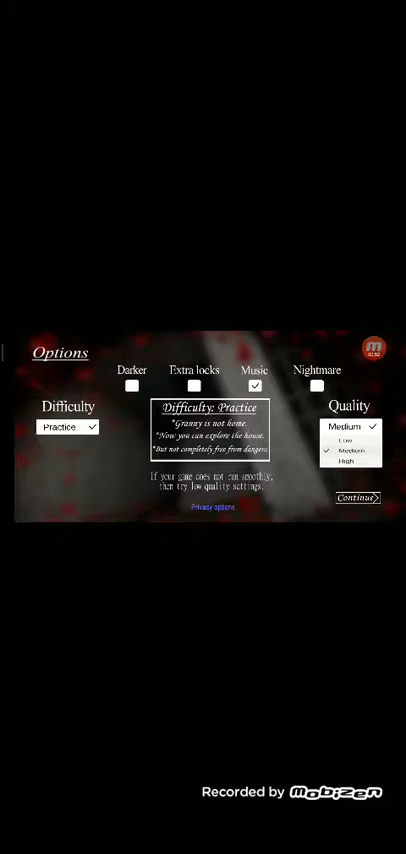 Options
Darker Extra locks Music Nightmare
Difficulty
Practice
Difficulty: Practice
*Granny is not home.
*Now you can explore the house.
*But not completely free from dangers.
Quality
Medium
Low
Medium
High
If your game does not run smoothly,
then try low quality settings.
Continue
Privacy options
Recorded by Mobizen